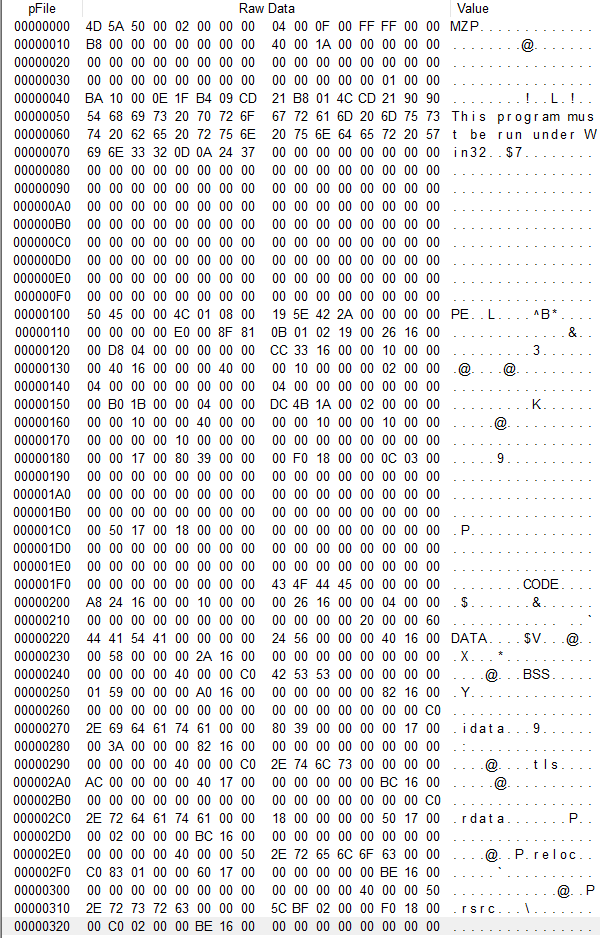 pFile Raw Data Value
00000000 4D 5A 50 00 02 00 00 00 04 00 0F 00 FF FF 00 00 MZP.............
00000010 B8 00 00 00 00 00 00 00 40 00 1A 00 00 00 00 00 ........@.......
00000020 00 00 00 00 00 00 00 00 00 00 00 00 00 00 00 00 ................
00000030 00 00 00 00 00 00 00 00 00 00 00 00 00 01 00 00 ................
00000040 BA 10 00 0E 1F B4 09 CD 21 B8 01 4C CD 21 90 90 ........!..L.!..
00000050 54 68 69 73 20 70 72 6F 67 72 61 6D 20 6D 75 73 This program mus
00000060 74 20 62 65 20 72 75 6E 20 75 6E 64 65 72 20 57 t be run under W
00000070 69 6E 33 32 0D 0A 24 37 00 00 00 00 00 00 00 00 in32..$7........
00000080 00 00 00 00 00 00 00 00 00 00 00 00 00 00 00 00 ................
00000090 00 00 00 00 00 00 00 00 00 00 00 00 00 00 00 00 ................
000000A0 00 00 00 00 00 00 00 00 00 00 00 00 00 00 00 00 ................
000000B0 00 00 00 00 00 00 00 00 00 00 00 00 00 00 00 00 ................
000000C0 00 00 00 00 00 00 00 00 00 00 00 00 00 00 00 00 ................
000000D0 00 00 00 00 00 00 00 00 00 00 00 00 00 00 00 00 ................
000000E0 00 00 00 00 00 00 00 00 00 00 00 00 00 00 00 00 ................
000000F0 00 00 00 00 00 00 00 00 00 00 00 00 00 00 00 00 ................
00000100 50 45 00 00 4C 01 08 00 19 5E 42 2A 00 00 00 00 PE..L....^B*....
00000110 00 00 00 00 E0 00 8F 81 0B 01 02 19 00 26 16 00 .............&..
00000120 00 D8 04 00 00 00 00 00 CC 33 16 00 00 10 00 00 .........3......
00000130 00 40 16 00 00 00 40 00 00 10 00 00 00 02 00 00 .@....@.........
00000140 04 00 00 00 00 00 00 00 04 00 00 00 00 00 00 00 ................
00000150 00 B0 1B 00 00 04 00 00 DC 4B 1A 00 02 00 00 00 .........K......
00000160 00 00 10 00 00 40 00 00 00 00 10 00 00 10 00 00 .....@..........
00000170 00 00 00 00 10 00 00 00 00 00 00 00 00 00 00 00 ................
00000180 00 00 17 00 80 39 00 00 00 F0 18 00 00 0C 03 00 .....9..........
00000190 00 00 00 00 00 00 00 00 00 00 00 00 00 00 00 00 ................
000001A0 00 00 00 00 00 00 00 00 00 00 00 00 00 00 00 00 ................
000001B0 00 00 00 00 00 00 00 00 00 00 00 00 00 00 00 00 ................
000001C0 00 50 17 00 18 00 00 00 00 00 00 00 00 00 00 00 .P..............
000001D0 00 00 00 00 00 00 00 00 00 00 00 00 00 00 00 00 ................
000001E0 00 00 00 00 00 00 00 00 00 00 00 00 00 00 00 00 ................
000001F0 00 00 00 00 00 00 00 00 43 4F 44 45 00 00 00 00 ........CODE....
00000200 A8 24 16 00 00 10 00 00 00 26 16 00 00 04 00 00 .$.......&......
00000210 00 00 00 00 00 00 00 00 00 00 00 00 20 00 00 60 ............ ..`
00000220 44 41 54 41 00 00 00 00 24 56 00 00 00 40 16 00 DATA....$V...@..
00000230 00 58 00 00 00 2A 16 00 00 00 00 00 00 00 00 00 .X...*..........
00000240 00 00 00 00 40 00 00 C0 42 53 53 00 00 00 00 00 ....@...BSS.....
00000250 01 59 00 00 00 A0 16 00 00 00 00 00 00 82 16 00 .Y..............
00000260 00 00 00 00 00 00 00 00 00 00 00 00 00 00 00 C0 ................
00000270 2E 69 64 61 74 61 00 00 80 39 00 00 00 00 17 00 .idata...9......
00000280 00 3A 00 00 00 82 16 00 00 00 00 00 00 00 00 00 .:..............
00000290 00 00 00 00 40 00 00 C0 2E 74 6C 73 00 00 00 00 ....@....tls....
000002A0 AC 00 00 00 00 40 17 00 00 00 00 00 00 BC 16 00 .....@..........
000002B0 00 00 00 00 00 00 00 00 00 00 00 00 00 00 00 C0 ................
000002C0 2E 72 64 61 74 61 00 00 18 00 00 00 00 50 17 00 .rdata.......P..
000002D0 00 02 00 00 00 BC 16 00 00 00 00 00 00 00 00 00 ................
000002E0 00 00 00 00 40 00 00 50 2E 72 65 6C 6F 63 00 00 ....@..P.reloc..
000002F0 C0 83 01 00 00 60 17 00 00 00 00 00 00 BE 16 00 .....`..........
00000300 00 00 00 00 00 00 00 00 00 00 00 00 40 00 00 50 ............@..P
00000310 2E 72 73 72 63 00 00 00 5C BF 02 00 00 F0 18 00 .rsrc...\.......
00000320 00 C0 02 00 00 BE 16 00 00 00 00 00 00 00 00 00 ................